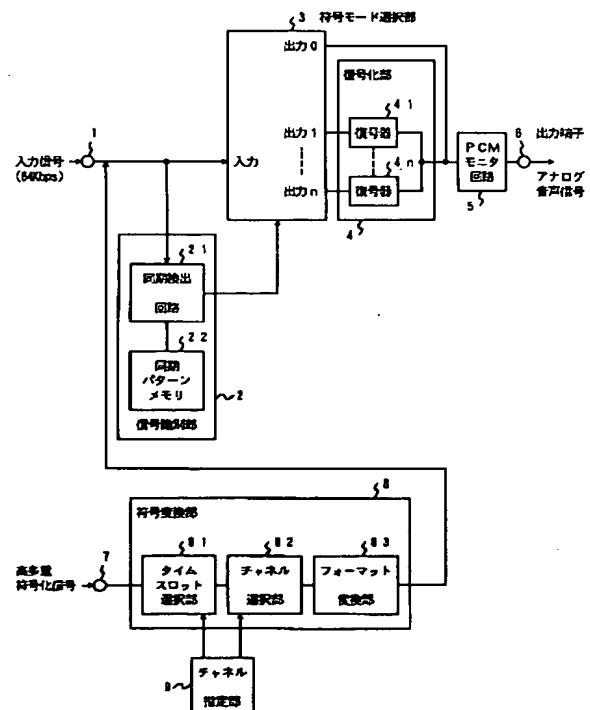 3 符号モード選択部
出力0
復号化部
4 1
復号器
出力1
1
入力信号
(64Kbps)
入力
4 n
復号器
出力n
4
PCM
モニタ
回路
5
6 出力端子
アナログ
音声信号
2 1
同期検出
回路
2 2
同期
パターン
メモリ
信号識別部
2
8
符号変換部
7
高多重
符号化信号
8 1
タイム
スロット
選択部
8 2
チャネル
選択部
8 3
フォーマット
変換部
9
チャネル
指定部